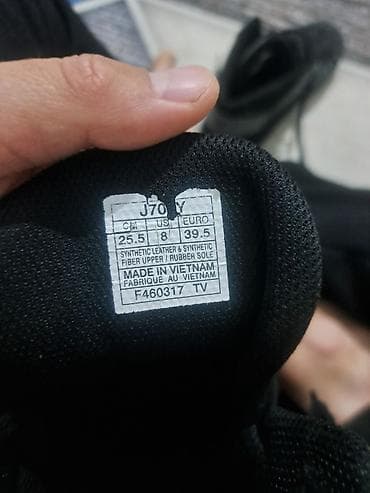 CM US EURO
25.5 8 39.5
SYNTHETIC LEATHER & SYNTHETIC
FIBER UPPER / RUBBER SOLE
MADE IN VIETNAM
FABRIQUE AU VIETNAM
F460317 TV